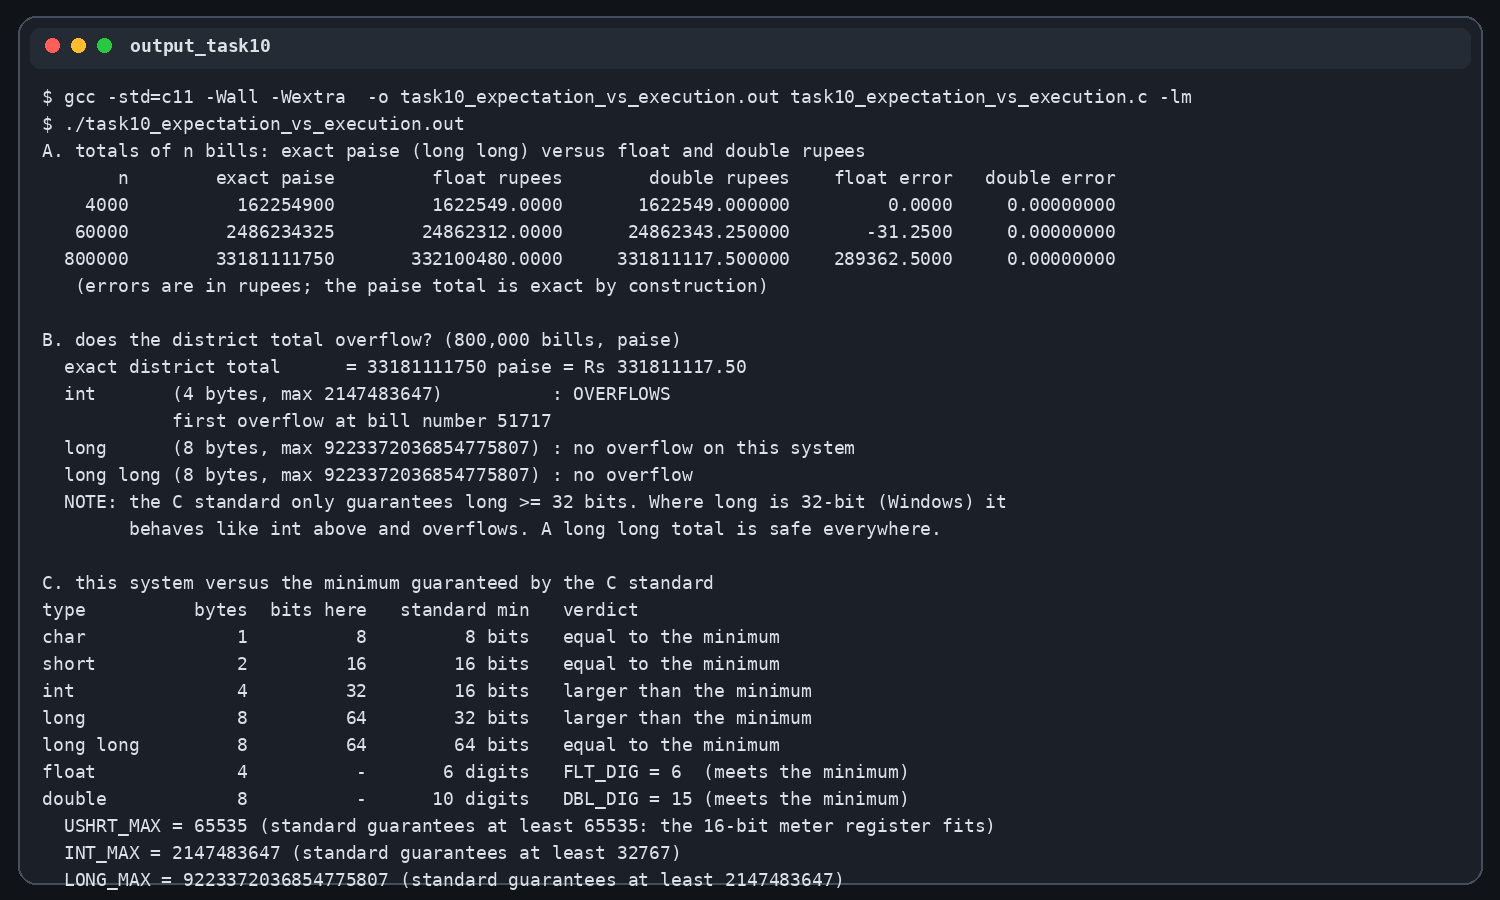 output_task10
$ gcc -std=c11 -Wall -Wextra  -o task10_expectation_vs_execution.out task10_expectation_vs_execution.c -lm
$ ./task10_expectation_vs_execution.out
A. totals of n bills: exact paise (long long) versus float and double rupees
       n        exact paise         float rupees        double rupees    float error   double error
    4000          162254900         1622549.0000       1622549.000000         0.0000     0.00000000
   60000         2486234325        24862312.0000      24862343.250000       -31.2500     0.00000000
  800000        33181111750       332100480.0000     331811117.500000    289362.5000     0.00000000
   (errors are in rupees; the paise total is exact by construction)

B. does the district total overflow? (800,000 bills, paise)
  exact district total      = 33181111750 paise = Rs 331811117.50
  int       (4 bytes, max 2147483647)          : OVERFLOWS
            first overflow at bill number 51717
  long      (8 bytes, max 9223372036854775807) : no overflow on this system
  long long (8 bytes, max 9223372036854775807) : no overflow
  NOTE: the C standard only guarantees long >= 32 bits. Where long is 32-bit (Windows) it
        behaves like int above and overflows. A long long total is safe everywhere.

C. this system versus the minimum guaranteed by the C standard
type          bytes  bits here   standard min   verdict
char              1          8         8 bits   equal to the minimum
short             2         16        16 bits   equal to the minimum
int               4         32        16 bits   larger than the minimum
long              8         64        32 bits   larger than the minimum
long long         8         64        64 bits   equal to the minimum
float             4          -       6 digits   FLT_DIG = 6  (meets the minimum)
double            8          -      10 digits   DBL_DIG = 15 (meets the minimum)
  USHRT_MAX = 65535 (standard guarantees at least 65535: the 16-bit meter register fits)
  INT_MAX = 2147483647 (standard guarantees at least 32767)
  LONG_MAX = 9223372036854775807 (standard guarantees at least 2147483647)